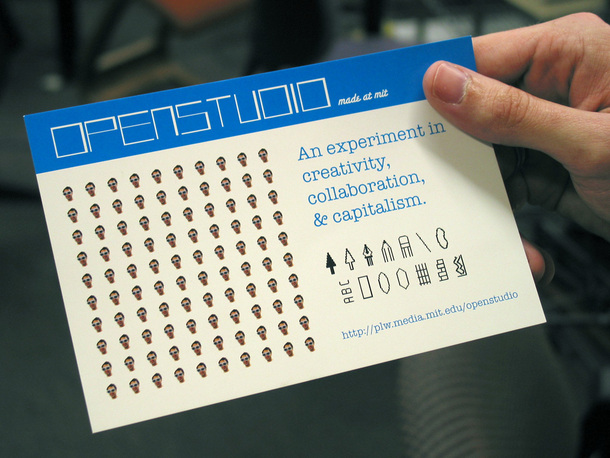 OPENSTUDIO made at mit
An experiment in
creativity,
collaboration,
& capitalism.
ABC
http://plw.media.mit.edu/openstudio